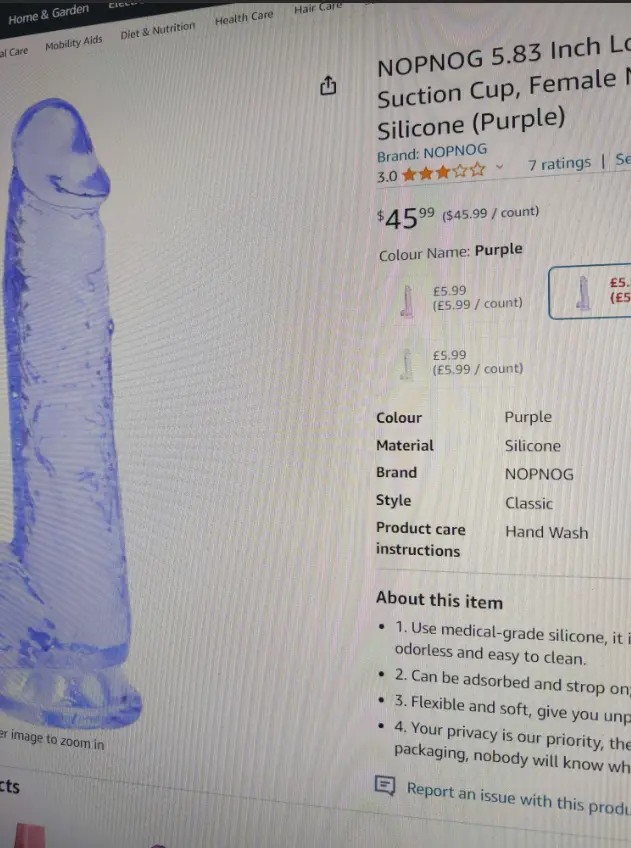 Home & Garden
al Care
Mobility Aids
Diet & Nutrition
Health Care
Hair Care
NOPNOG 5.83 Inch Lo
Suction Cup, Female
Silicone (Purple)
Brand: NOPNOG
3.0
7 ratings | Se
$45⁹⁹ ($45.99 / count)
Colour Name: Purple
£5.99
(£5.99 / count)
£5.
(£5
£5.99
(£5.99 / count)
Colour Purple
Material Silicone
Brand NOPNOG
Style Classic
Product care Hand Wash
instructions
About this item
• 1. Use medical-grade silicone, it i
odorless and easy to clean.
• 2. Can be adsorbed and strop on
• 3. Flexible and soft, give you unp
• 4. Your privacy is our priority, the
packaging, nobody will know wh
Report an issue with this produ
er image to zoom in
cts